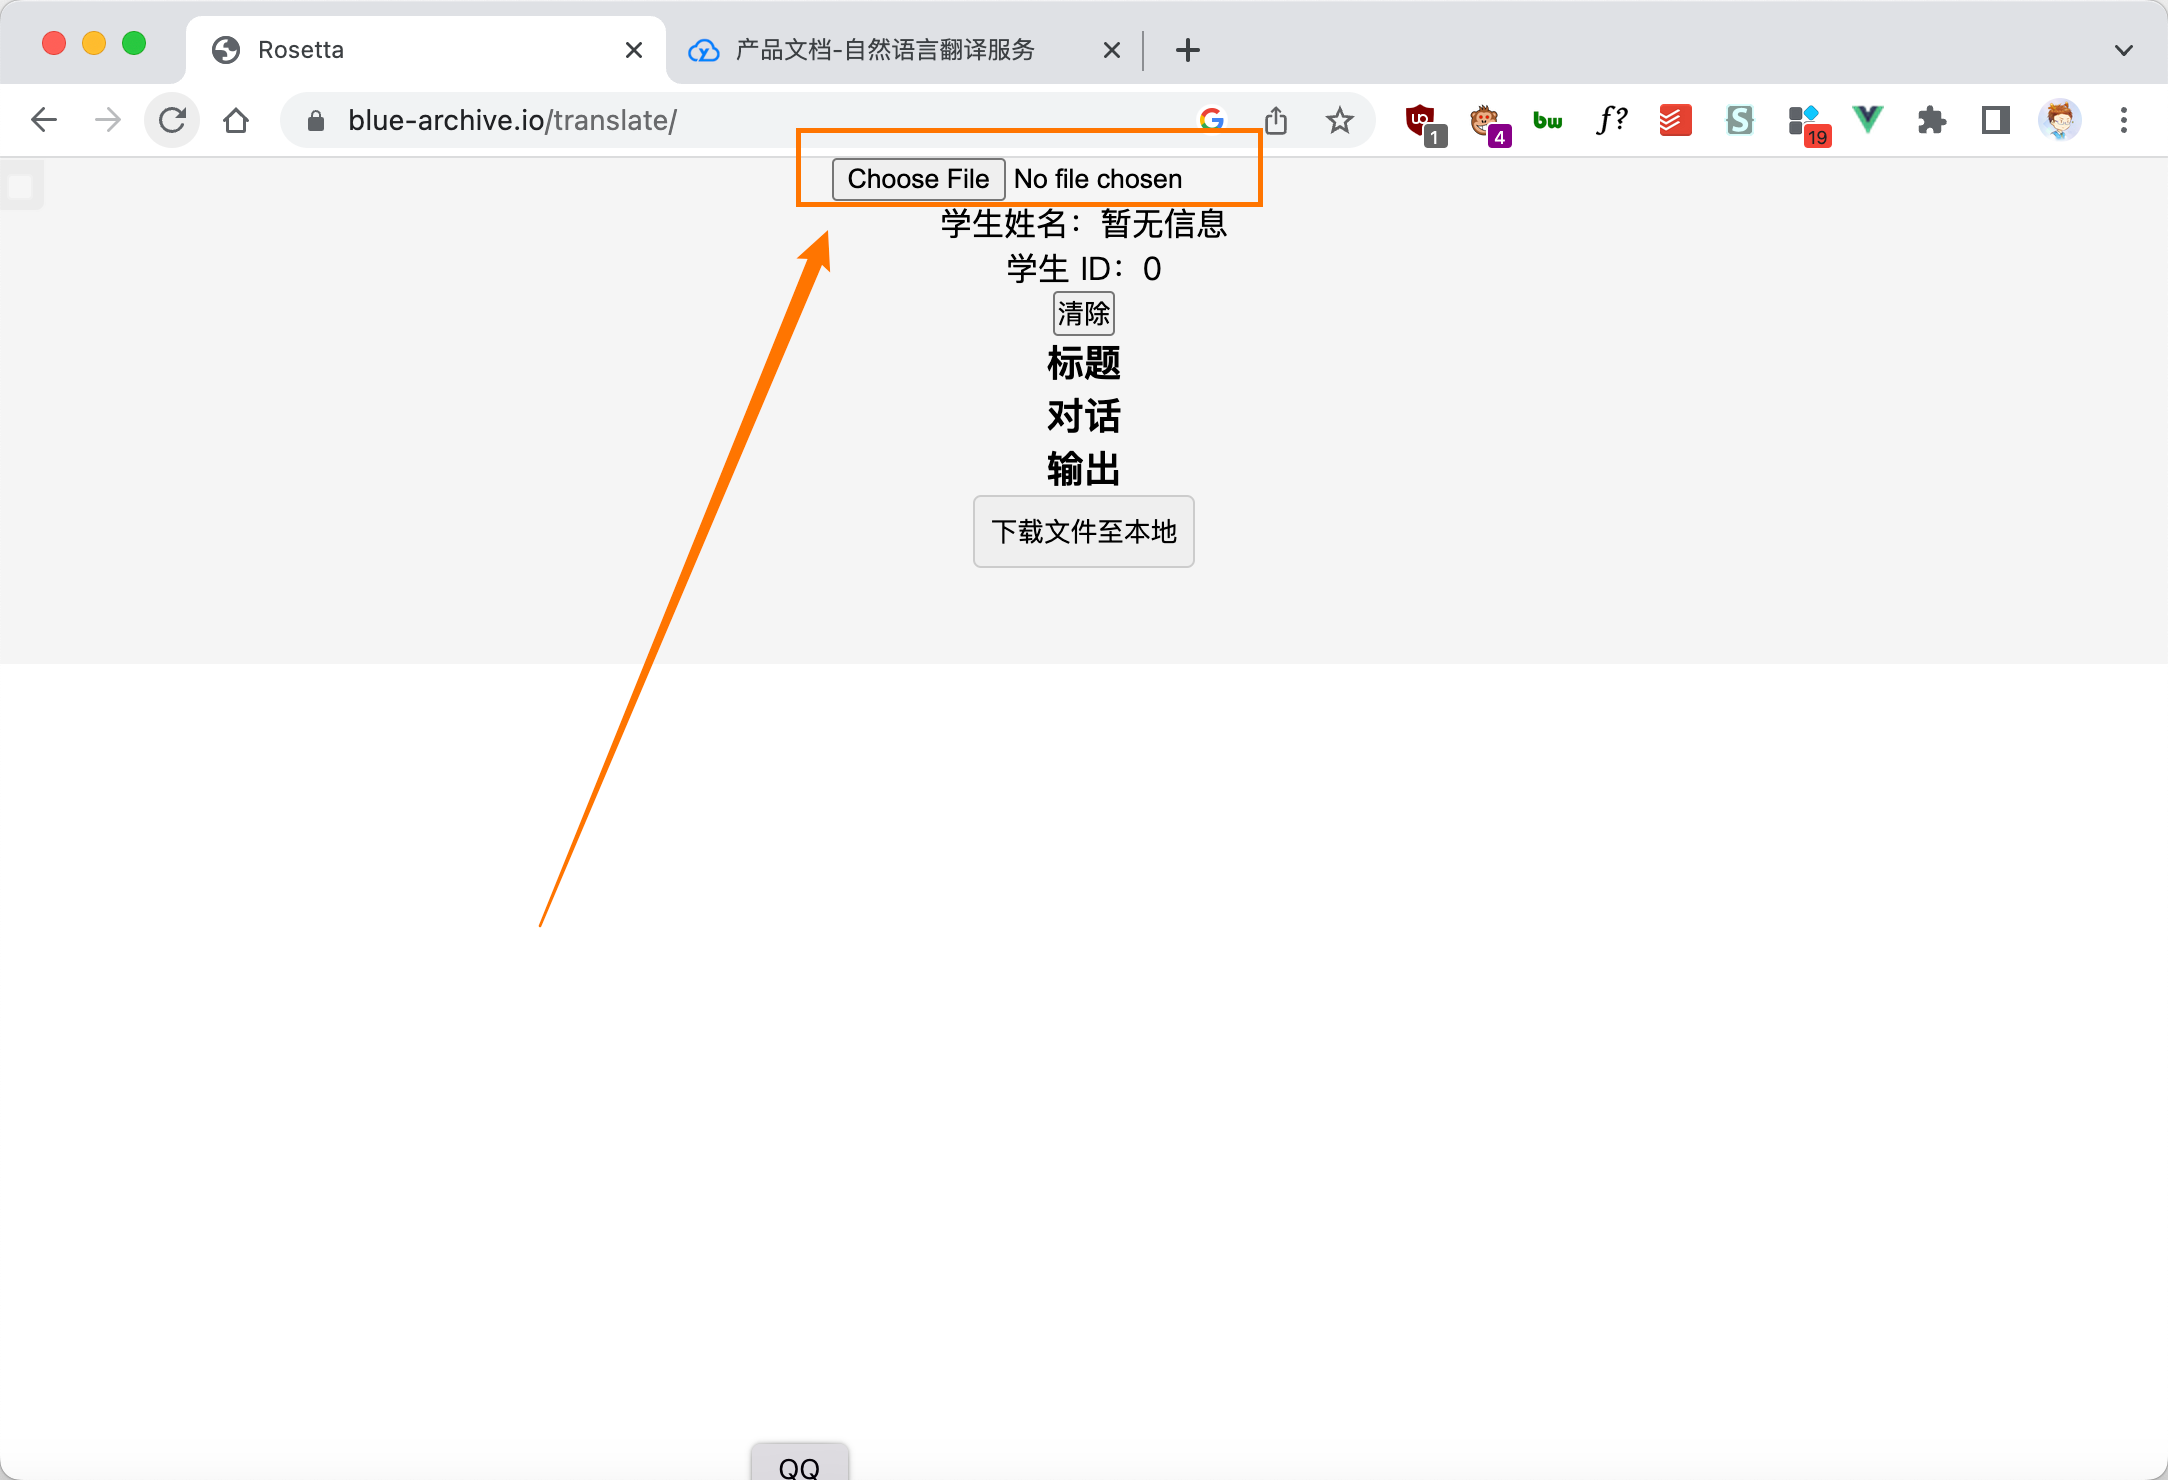 Rosetta
产品文档-自然语言翻译服务
blue-archive.io/translate/
1
4
bw
f?
S
19
Choose File No file chosen
学生姓名：暂无信息
学生 ID：0
清除
标题
对话
输出
下载文件至本地
QQ